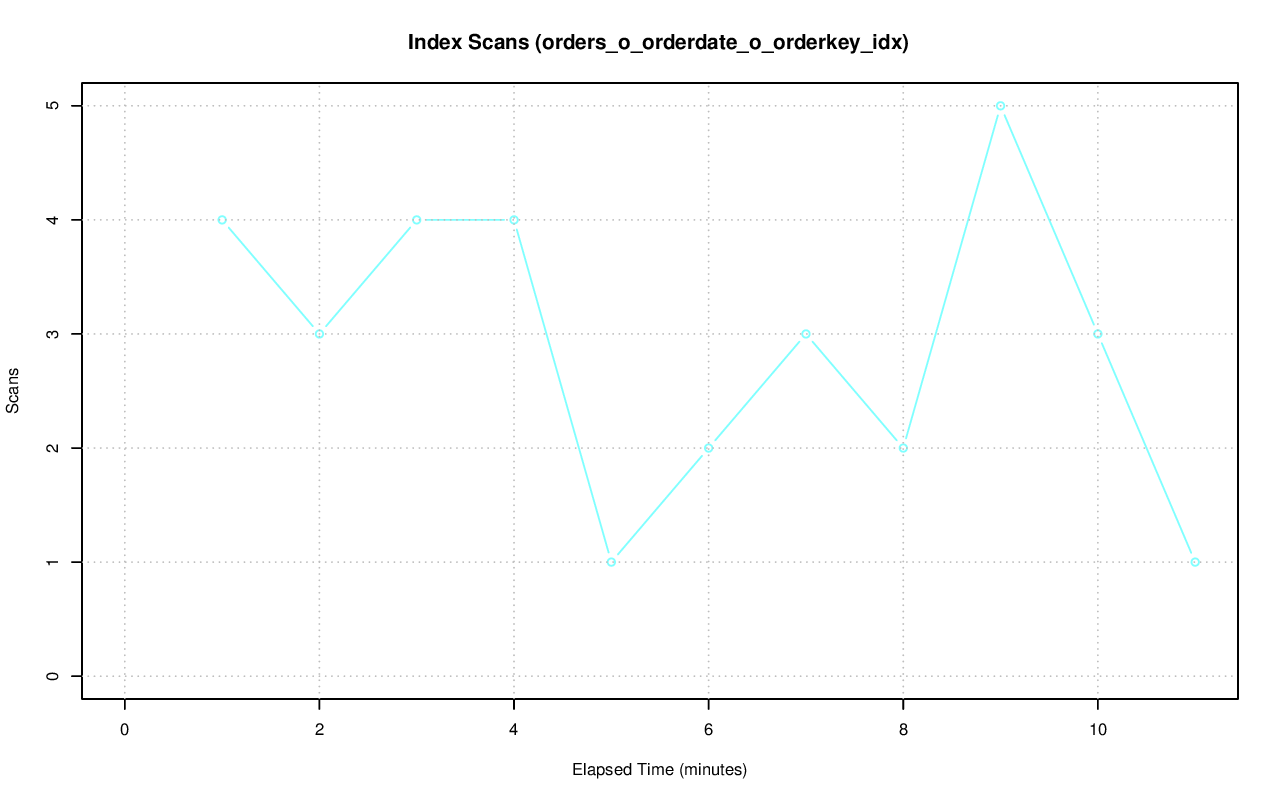 Index Scans (orders_o_orderdate_o_orderkey_idx)
5
4
3
2
1
0
Scans
0 2 4 6 8 10
Elapsed Time (minutes)